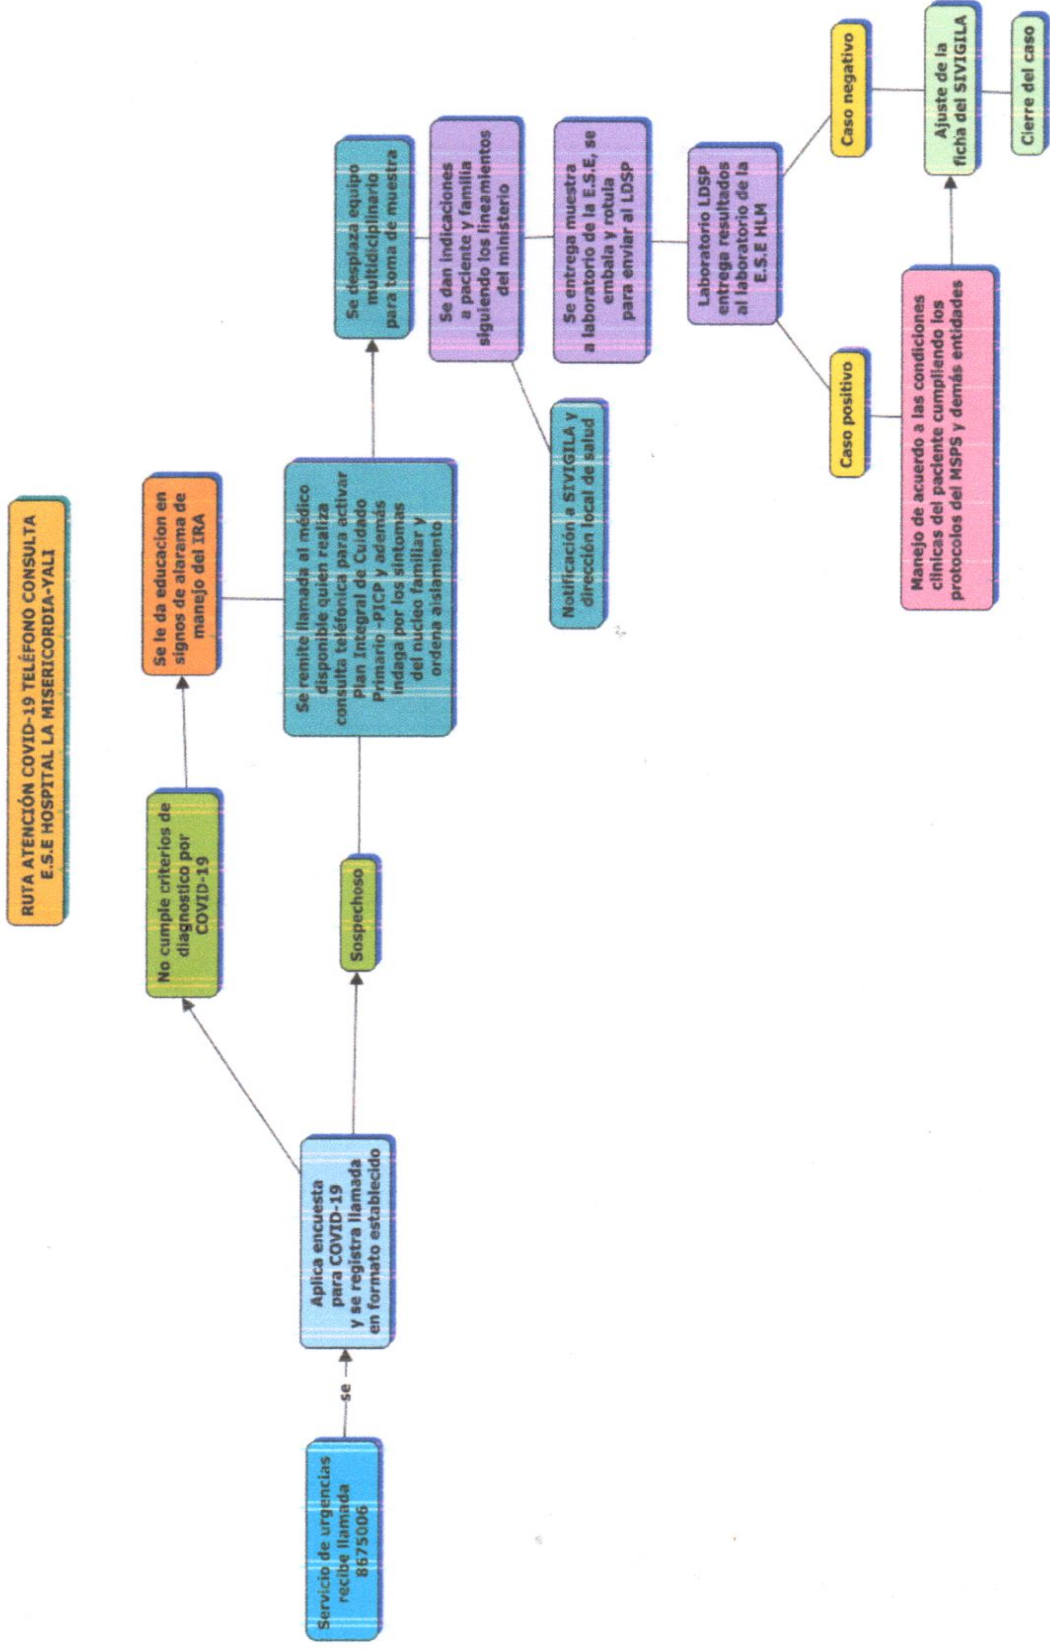 RUTA ATENCIÓN COVID-19 TELÉFONO CONSULTA
E.S.E HOSPITAL LA MISERICORDIA-YALI
Servicio de urgencias
recibe llamada
8675006
se
Aplica encuesta
para COVID-19
y se registra llamada
en formato establecido
No cumple criterios de
diagnostico por
COVID-19
Se le da educacion en
signos de alarama de
manejo del IRA
Sospechoso
Se remite llamada al médico
disponible quien realiza
consulta teléfonica para activar
Plan Integral de Cuidado
Primario -PICP y además
indaga por los sintomas
del nucleo familiar y
ordena aislamiento
Se desplaza equipo
multidiciplinario
para toma de muestra
Se dan indicaciones
a paciente y familia
siguiendo los lineamientos
del ministerio
Notificación a SIVIGILA y
dirección local de salud
Se entrega muestra
a laboratorio de la E.S.E, se
embala y rotula
para enviar al LDSP
Laboratorio LDSP
entrega resultados
al laboratorio de la
E.S.E HLM
Caso positivo
Caso negativo
Manejo de acuerdo a las condiciones
clinicas del paciente cumpliendo los
protocolos del MSPS y demás entidades
Ajuste de la
ficha del SIVIGILA
Cierre del caso